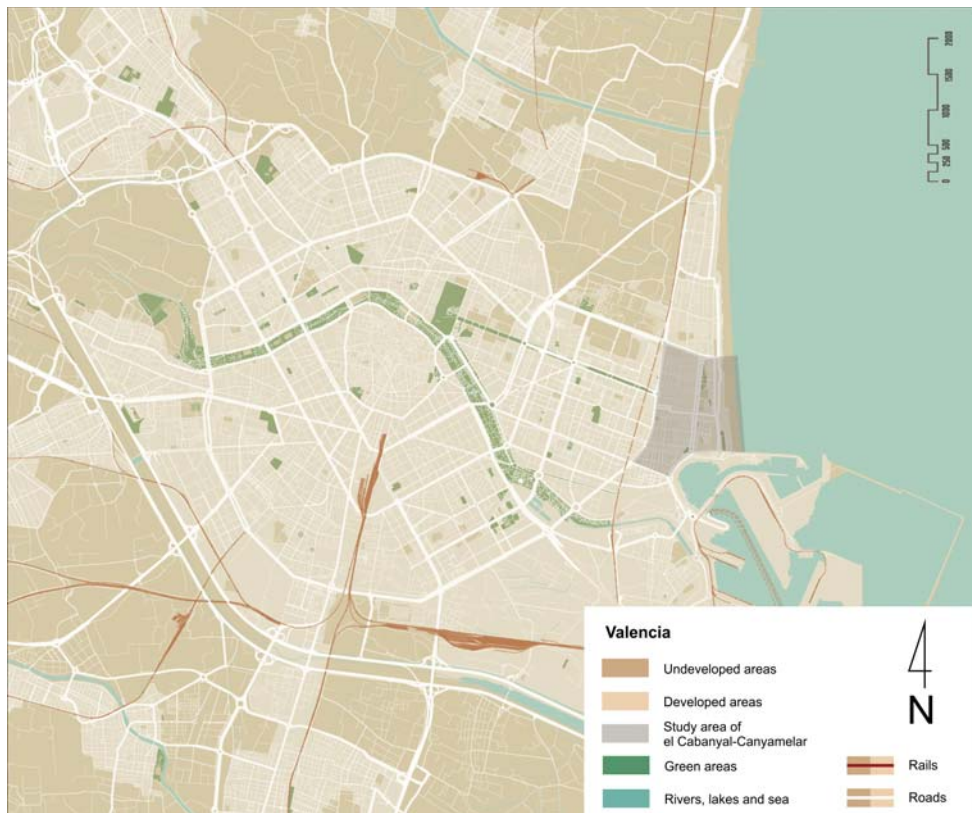 2000
1500
1000
500
250
0
Valencia
Undeveloped areas
Developed areas
Study area of
el Cabanyal-Canyamelar
Green areas
Rivers, lakes and sea
N
Rails
Roads